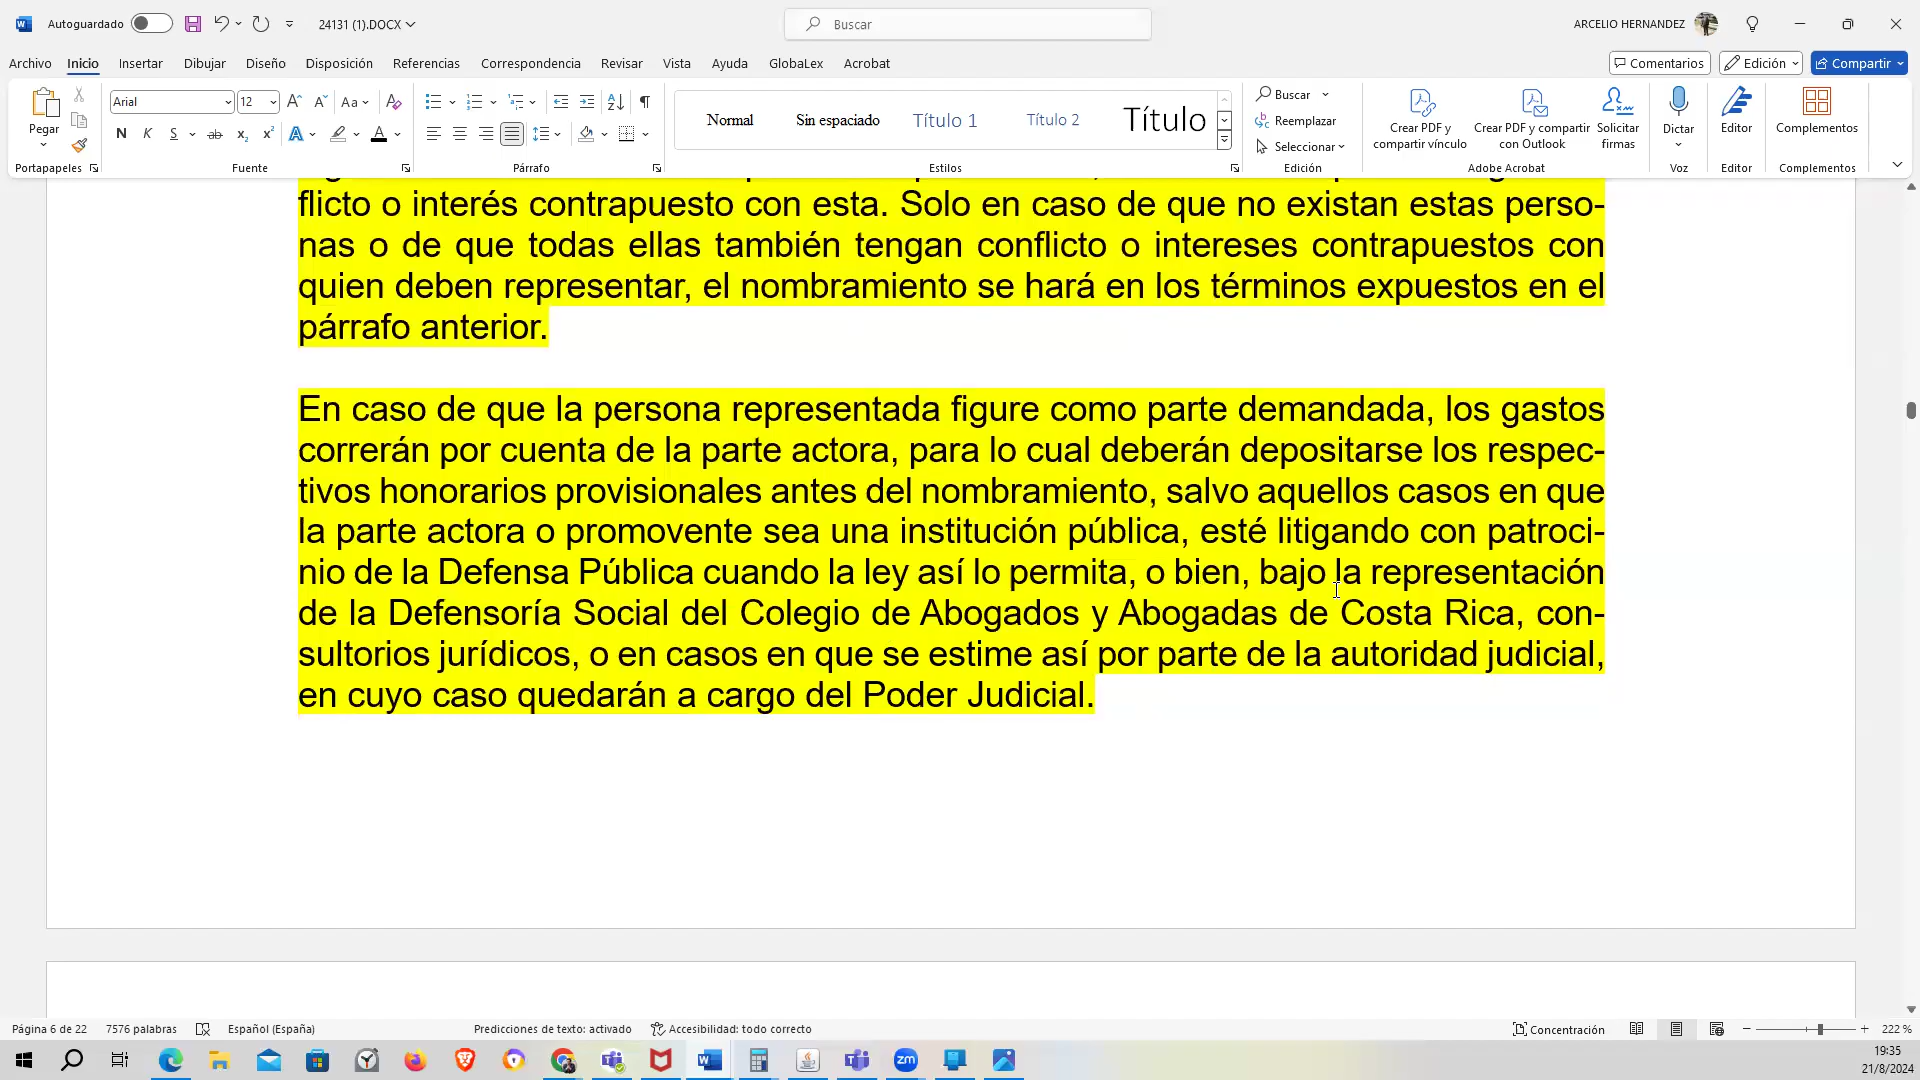 Autoguardado
24131 (1).DOCX
Buscar
ARCELIO HERNANDEZ
Archivo
Inicio
Insertar
Dibujar
Diseño
Disposición
Referencias
Correspondencia
Revisar
Vista
Ayuda
GlobaLex
Acrobat
Comentarios
Edición
Compartir
Pegar
Portapapeles
Arial
12
Fuente
Párrafo
Normal
Sin espaciado
Título 1
Título 2
Título
Estilos
Buscar
Reemplazar
Seleccionar
Edición
Crear PDF y
compartir vínculo
Crear PDF y compartir
con Outlook
Solicitar
firmas
Adobe Acrobat
Dictar
Voz
Editor
Editor
Complementos
Complementos
flicto o interés contrapuesto con esta. Solo en caso de que no existan estas perso-
nas o de que todas ellas también tengan conflicto o intereses contrapuestos con
quien deben representar, el nombramiento se hará en los términos expuestos en el
párrafo anterior.
En caso de que la persona representada figure como parte demandada, los gastos
correrán por cuenta de la parte actora, para lo cual deberán depositarse los respec-
tivos honorarios provisionales antes del nombramiento, salvo aquellos casos en que
la parte actora o promovente sea una institución pública, esté litigando con patroci-
nio de la Defensa Pública cuando la ley así lo permita, o bien, bajo la representación
de la Defensoría Social del Colegio de Abogados y Abogadas de Costa Rica, con-
sultorios jurídicos, o en casos en que se estime así por parte de la autoridad judicial,
en cuyo caso quedarán a cargo del Poder Judicial.
Página 6 de 22
7576 palabras
Español (España)
Predicciones de texto: activado
Accesibilidad: todo correcto
Concentración
222 %
19:35
21/8/2024